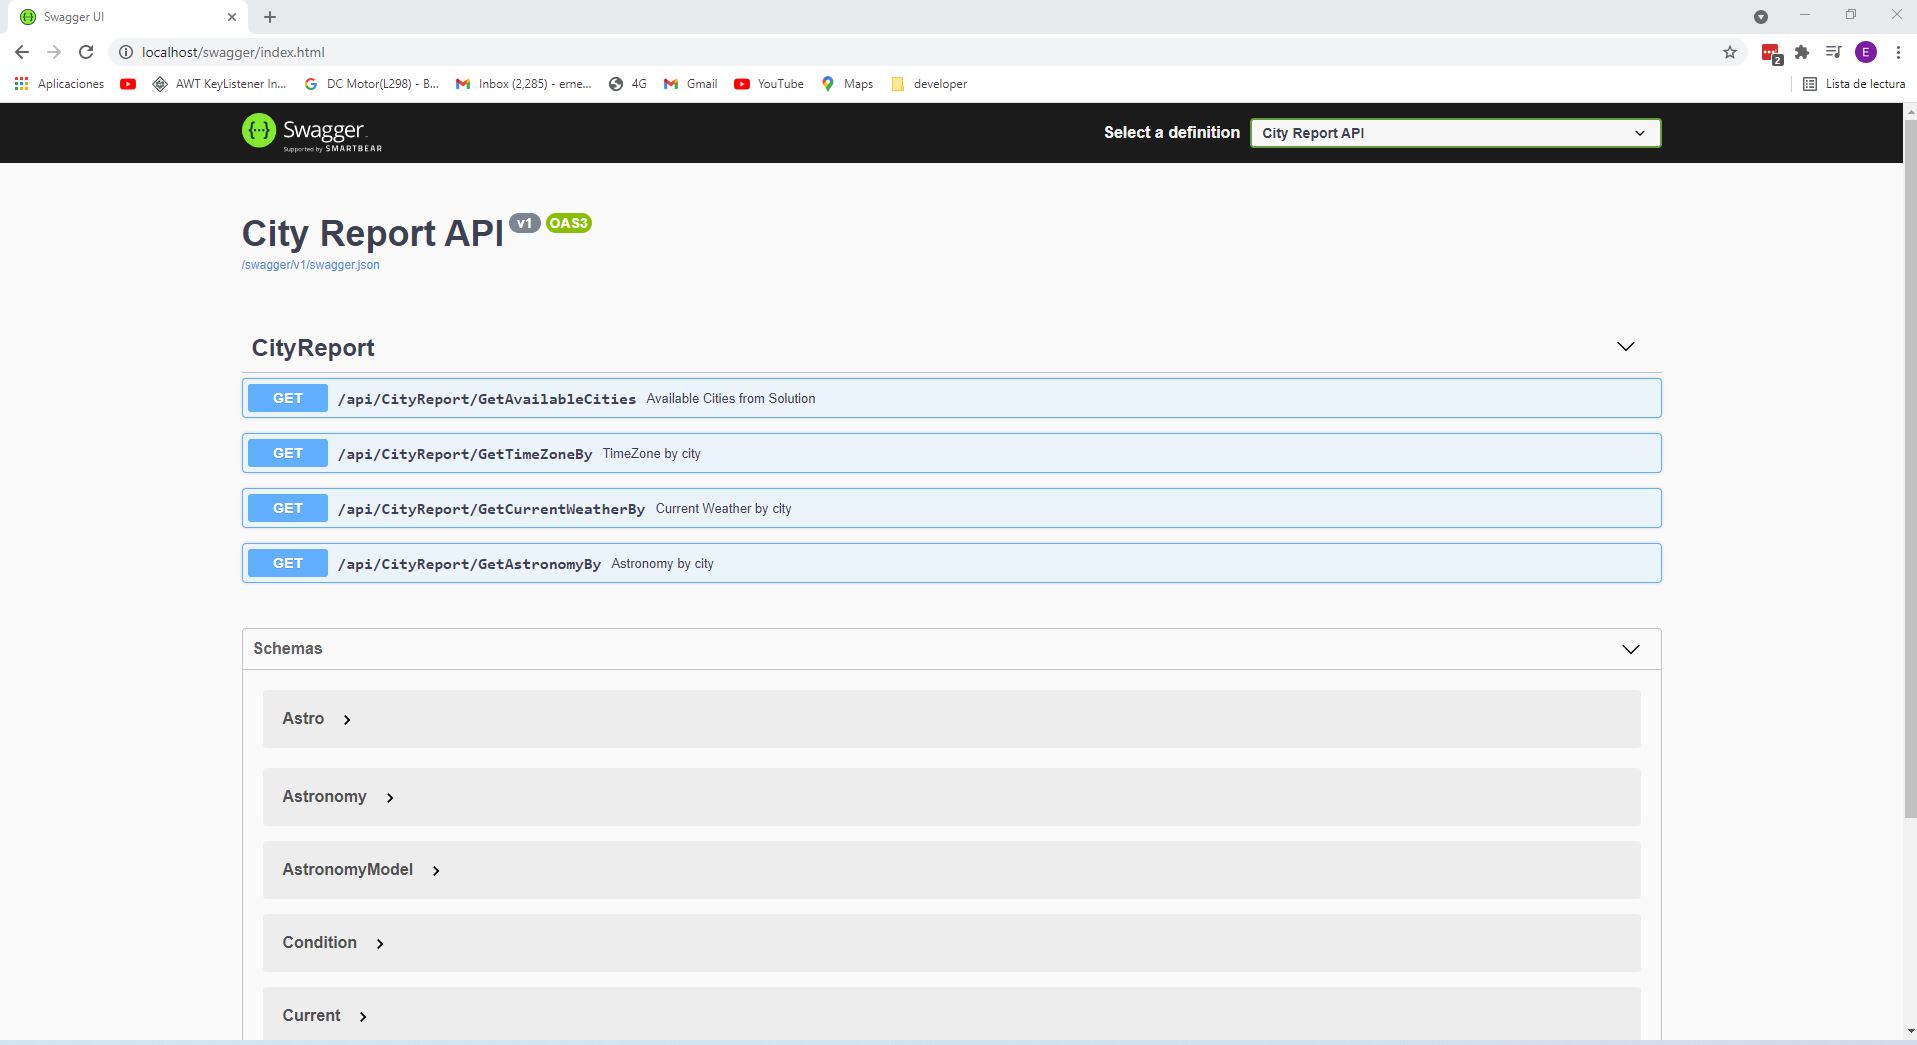 Swagger UI
localhost/swagger/index.html
2
E
Aplicaciones
AWT KeyListener In...
DC Motor(L298) - B...
Inbox (2,285) - erne...
4G
Gmail
YouTube
Maps
developer
Lista de lectura
Swagger
Supported by SMARTBEAR
Select a definition
City Report API
City Report API v1 OAS3
/swagger/v1/swagger.json
CityReport
GET /api/CityReport/GetAvailableCities Available Cities from Solution
GET /api/CityReport/GetTimeZoneBy TimeZone by city
GET /api/CityReport/GetCurrentWeatherBy Current Weather by city
GET /api/CityReport/GetAstronomyBy Astronomy by city
Schemas
Astro
Astronomy
AstronomyModel
Condition
Current